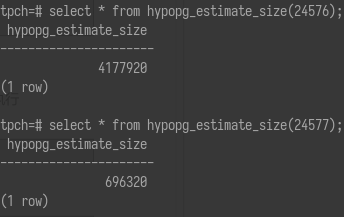 tpch=# select * from hypopg_estimate_size(24576);
 hypopg_estimate_size
----------------------
              4177920
(1 row)
tpch=# select * from hypopg_estimate_size(24577);
 hypopg_estimate_size
----------------------
               696320
(1 row)